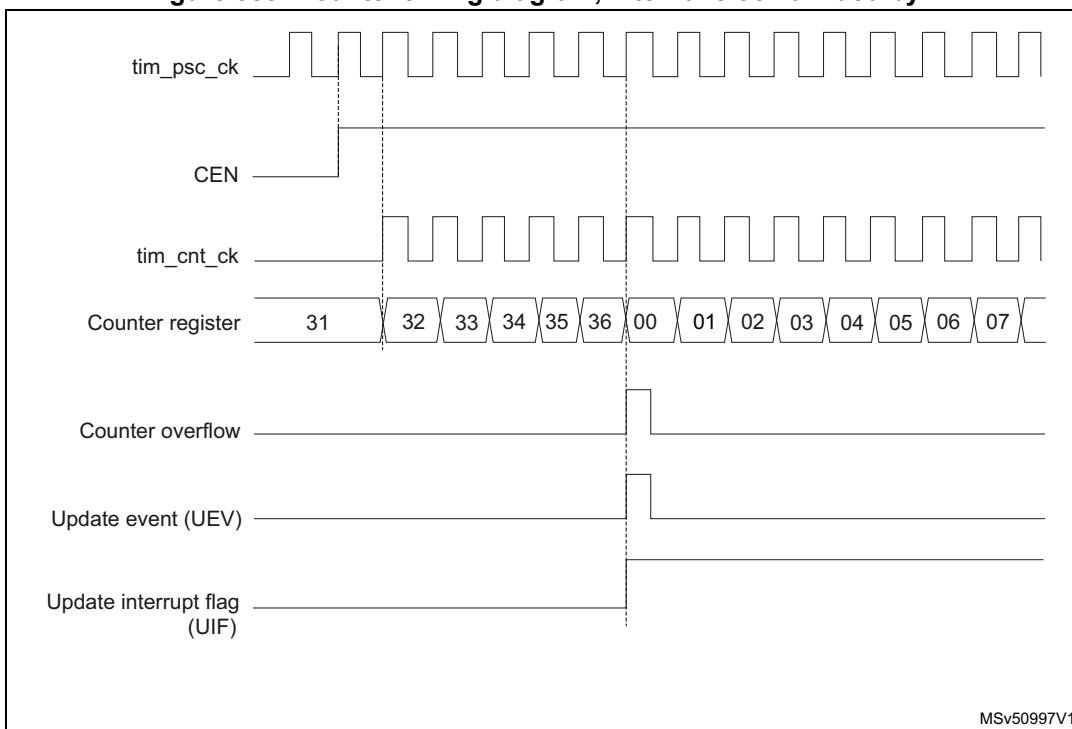 tim_psc_ck
CEN
tim_cnt_ck
Counter register 31 32 33 34 35 36 00 01 02 03 04 05 06 07
Counter overflow
Update event (UEV)
Update interrupt flag
(UIF)
MSv50997V1